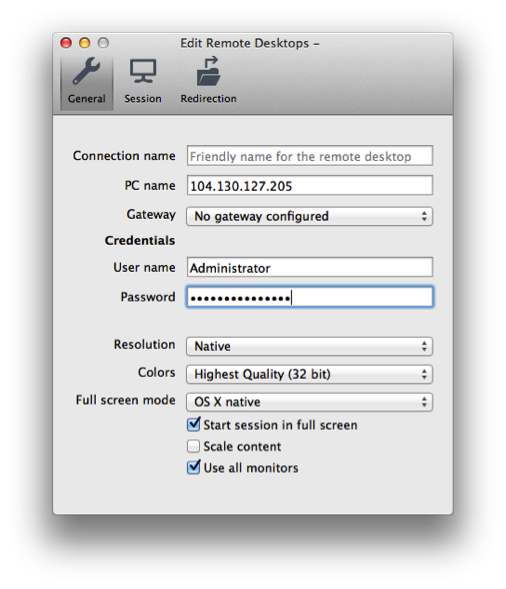 Edit Remote Desktops –
General Session Redirection
Connection name Friendly name for the remote desktop
PC name 104.130.127.205
Gateway No gateway configured
Credentials
User name Administrator
Password •••••••••••••••
Resolution Native
Colors Highest Quality (32 bit)
Full screen mode OS X native
Start session in full screen
Scale content
Use all monitors